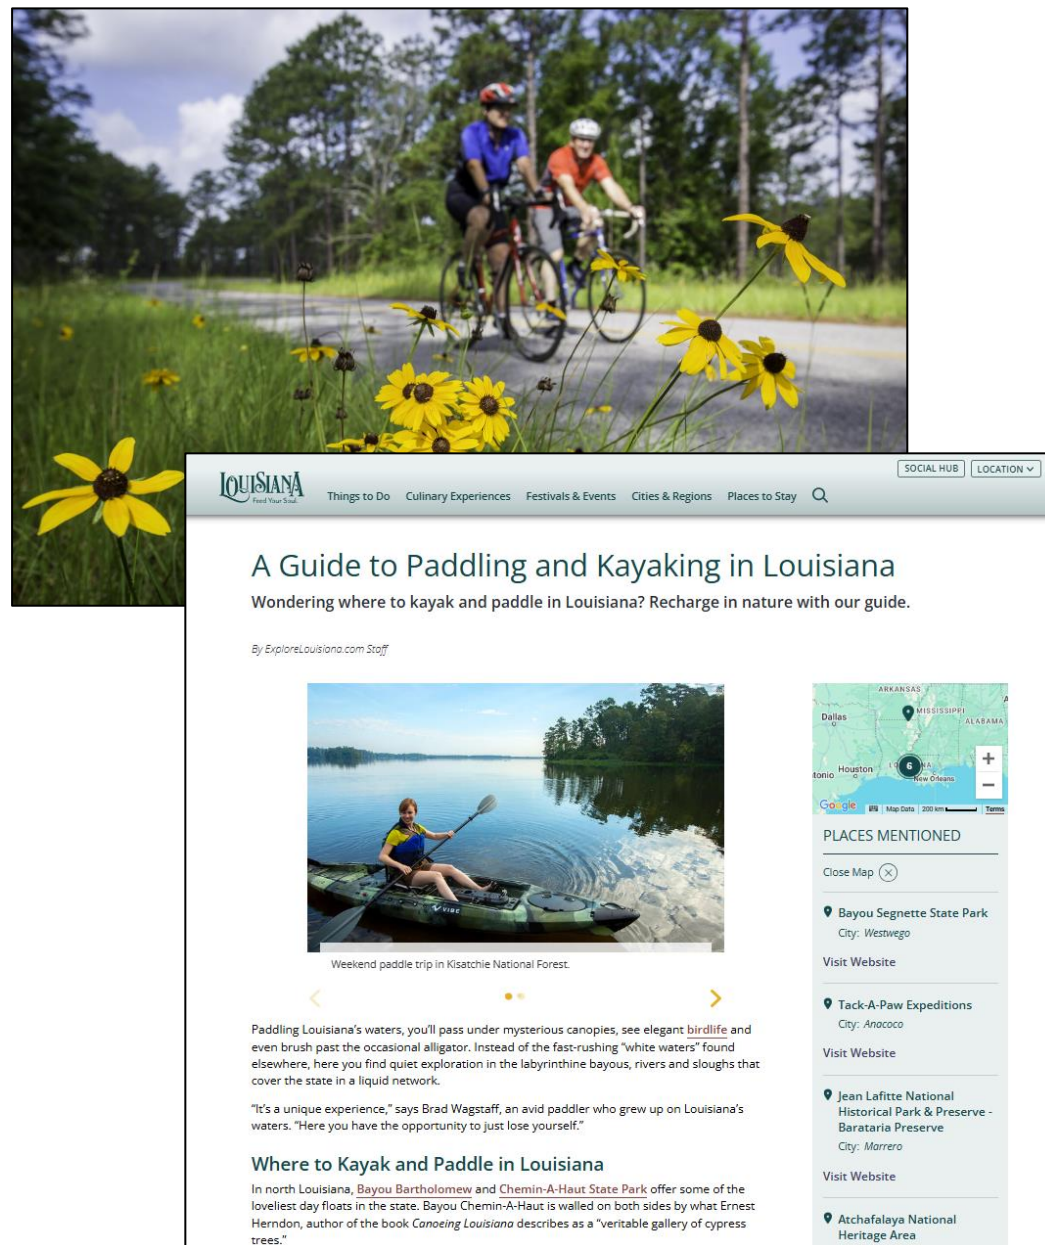 LOUISIANA
Feed Your Soul.
SOCIAL HUB
LOCATION
Things to Do Culinary Experiences Festivals & Events Cities & Regions Places to Stay
A Guide to Paddling and Kayaking in Louisiana
Wondering where to kayak and paddle in Louisiana? Recharge in nature with our guide.
By ExploreLouisiana.com Staff
VIBE
Weekend paddle trip in Kisatchie National Forest.
Paddling Louisiana's waters, you'll pass under mysterious canopies, see elegant birdlife and
even brush past the occasional alligator. Instead of the fast-rushing “white waters” found
elsewhere, here you find quiet exploration in the labyrinthine bayous, rivers and sloughs that
cover the state in a liquid network.
“It's a unique experience,” says Brad Wagstaff, an avid paddler who grew up on Louisiana's
waters. “Here you have the opportunity to just lose yourself.”
Where to Kayak and Paddle in Louisiana
In north Louisiana, Bayou Bartholomew and Chemin-A-Haut State Park offer some of the
loveliest day floats in the state. Bayou Chemin-A-Haut is walled on both sides by what Ernest
Herndon, author of the book Canoeing Louisiana describes as a “veritable gallery of cypress
trees.”
ARKANSAS
MISSISSIPPI
Dallas
ALABAMA
Houston
6
New Orleans
tonio
+
−
Google
Map Data
200 km
Terms
PLACES MENTIONED
Close Map
Bayou Segnette State Park
City: Westwego
Visit Website
Tack-A-Paw Expeditions
City: Anacoco
Visit Website
Jean Lafitte National
Historical Park & Preserve -
Barataria Preserve
City: Marrero
Visit Website
Atchafalaya National
Heritage Area